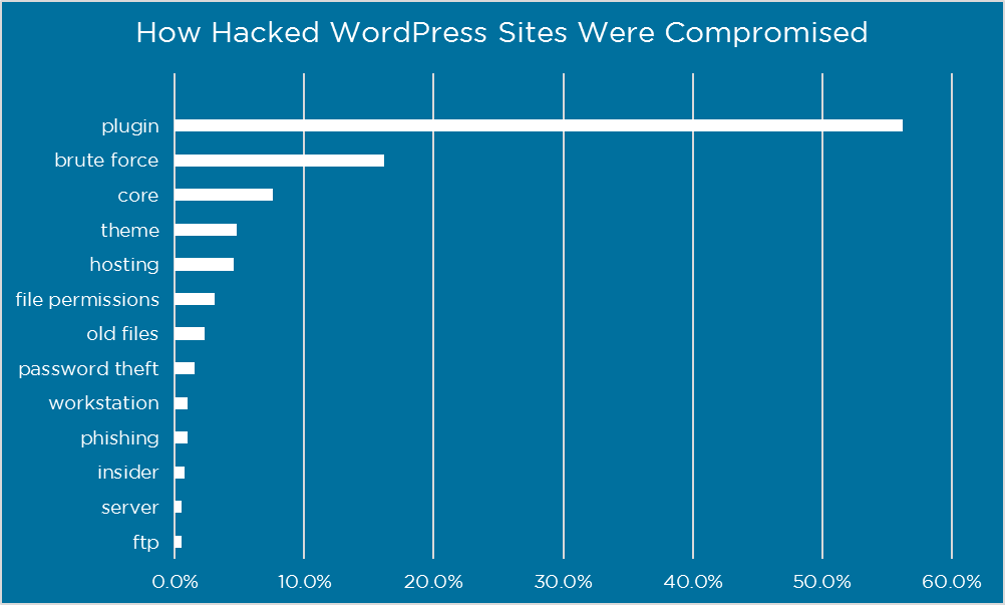 How Hacked WordPress Sites Were Compromised
plugin
brute force
core
theme
hosting
file permissions
old files
password theft
workstation
phishing
insider
server
ftp
0.0% 10.0% 20.0% 30.0% 40.0% 50.0% 60.0%